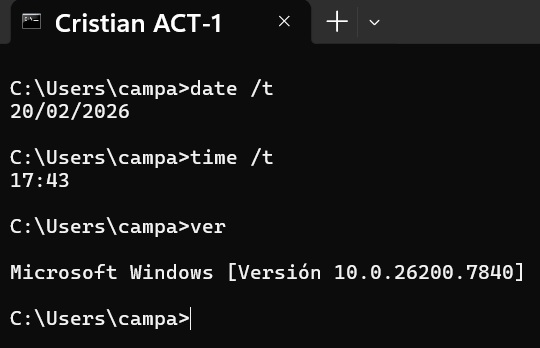 Cristian ACT-1
C:\Users\campa>date /t
20/02/2026
C:\Users\campa>time /t
17:43
C:\Users\campa>ver
Microsoft Windows [Versión 10.0.26200.7840]
C:\Users\campa>